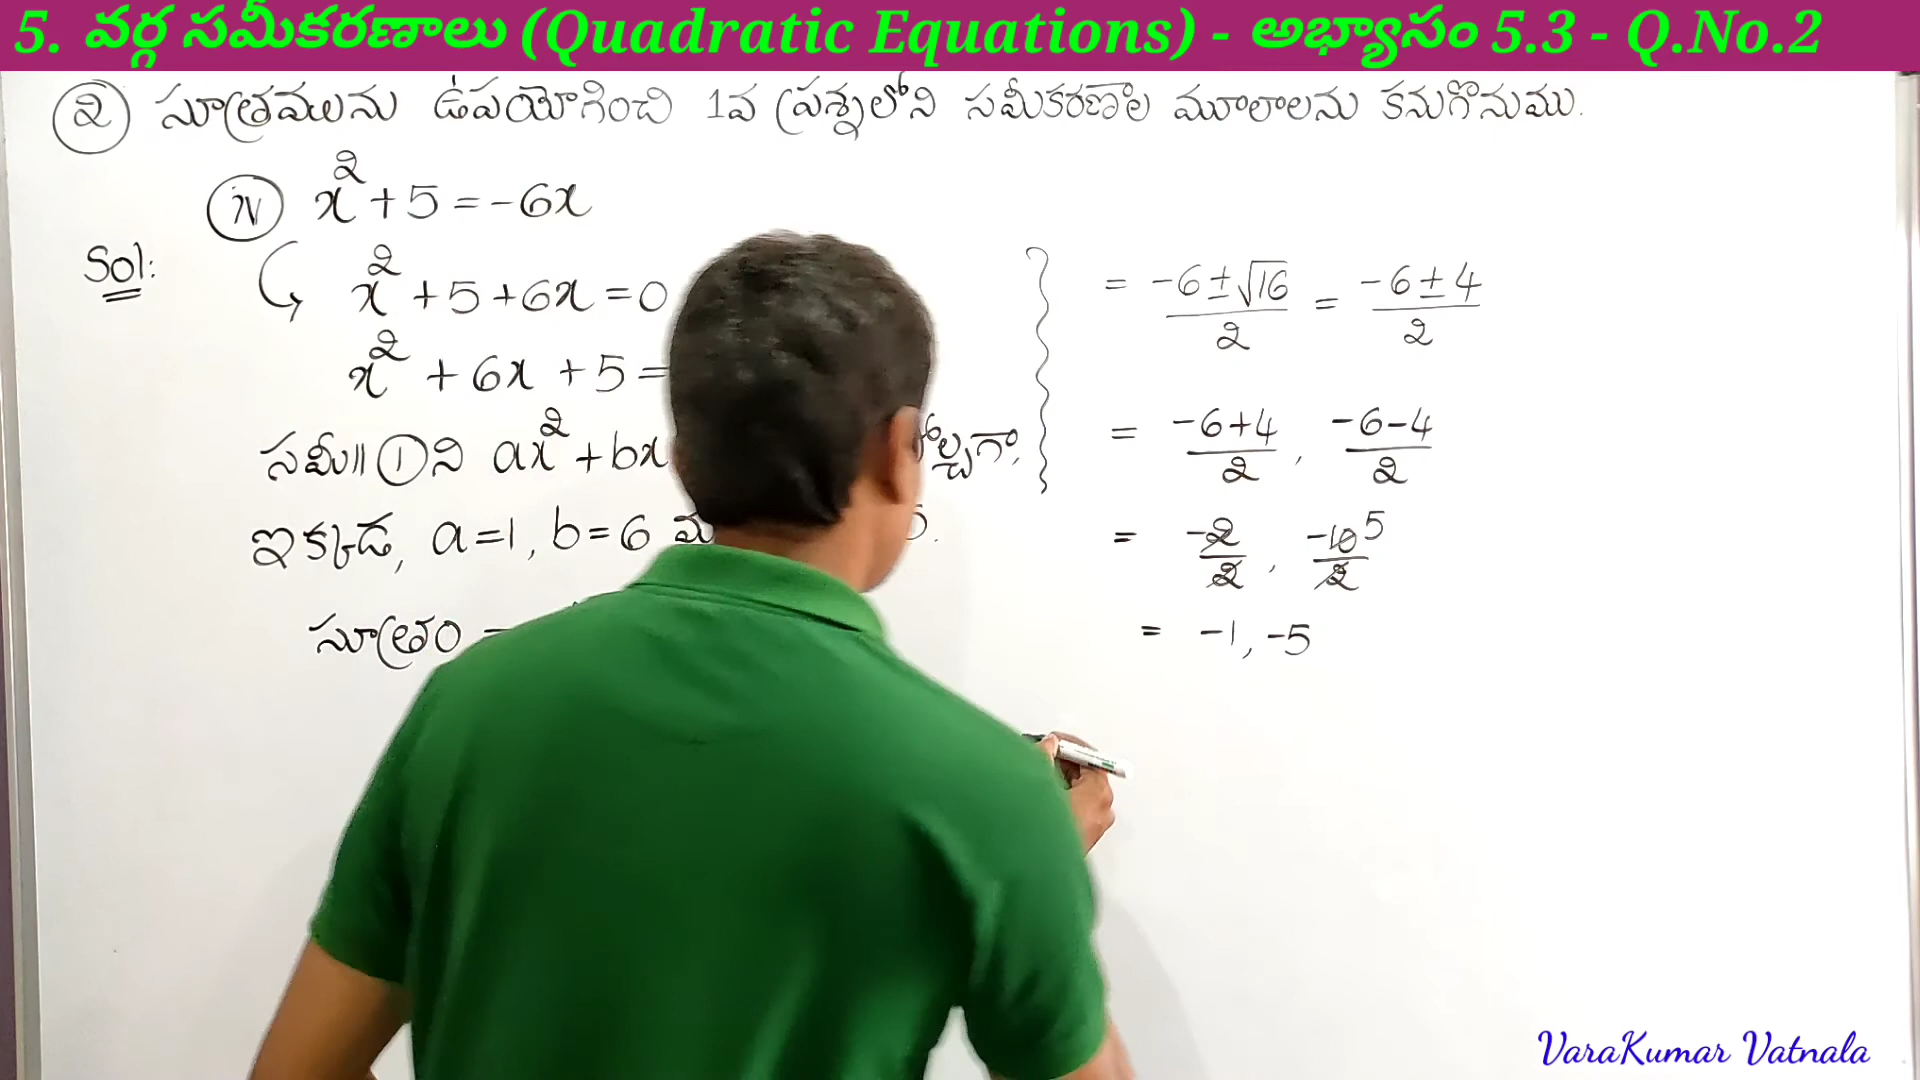 5. వర్గ సమీకరణాలు (Quadratic Equations) - అభ్యాసం 5.3 - Q.No.2
② సూత్రమును ఉపయోగించి 1వ ప్రశ్నలోని సమీకరణాల మూలాలను కనుగొనుము.
(iv) x² + 5 = -6x
Sol:
x² + 5 + 6x = 0
x² + 6x + 5 =
సమీ॥ ①ని ax² + bx
ఇక్కడ, a = 1, b = 6
సూత్రం =
= (-6 ± √16)/2 = (-6 ± 4)/2
= (-6+4)/2 , (-6-4)/2
= -2/2 , -10/2 5
= -1, -5
VaraKumar Vatnala